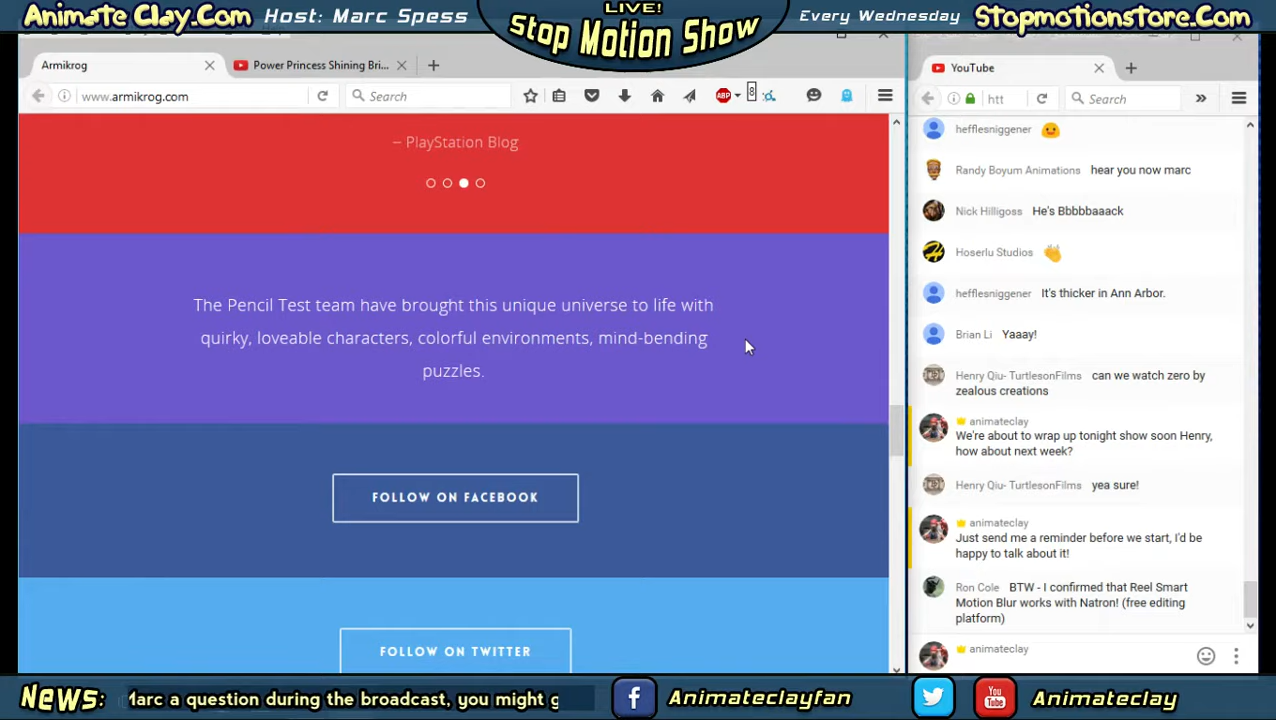 Animate Clay.Com
Host: Marc Spess
LIVE!
Stop Motion Show
Every Wednesday
Stopmotionstore.Com
Armikrog
Power Princess Shining Bri...
www.armikrog.com
Search
ABP
8
– PlayStation Blog
The Pencil Test team have brought this unique universe to life with
quirky, loveable characters, colorful environments, mind-bending
puzzles.
FOLLOW ON FACEBOOK
FOLLOW ON TWITTER
YouTube
htt
Search
hefflesniggener
Randy Boyum Animations hear you now marc
Nick Hilligoss He's Bbbbbaaack
Hoserlu Studios
hefflesniggener It's thicker in Ann Arbor.
Brian Li Yaaay!
Henry Qiu- TurtlesonFilms can we watch zero by
zealous creations
animateclay
We're about to wrap up tonight show soon Henry,
how about next week?
Henry Qiu- TurtlesonFilms yea sure!
animateclay
Just send me a reminder before we start, I'd be
happy to talk about it!
Ron Cole BTW - I confirmed that Reel Smart
Motion Blur works with Natron! (free editing
platform)
animateclay
News:
Marc a question during the broadcast, you might g
Animateclayfan
You
Tube
Animateclay